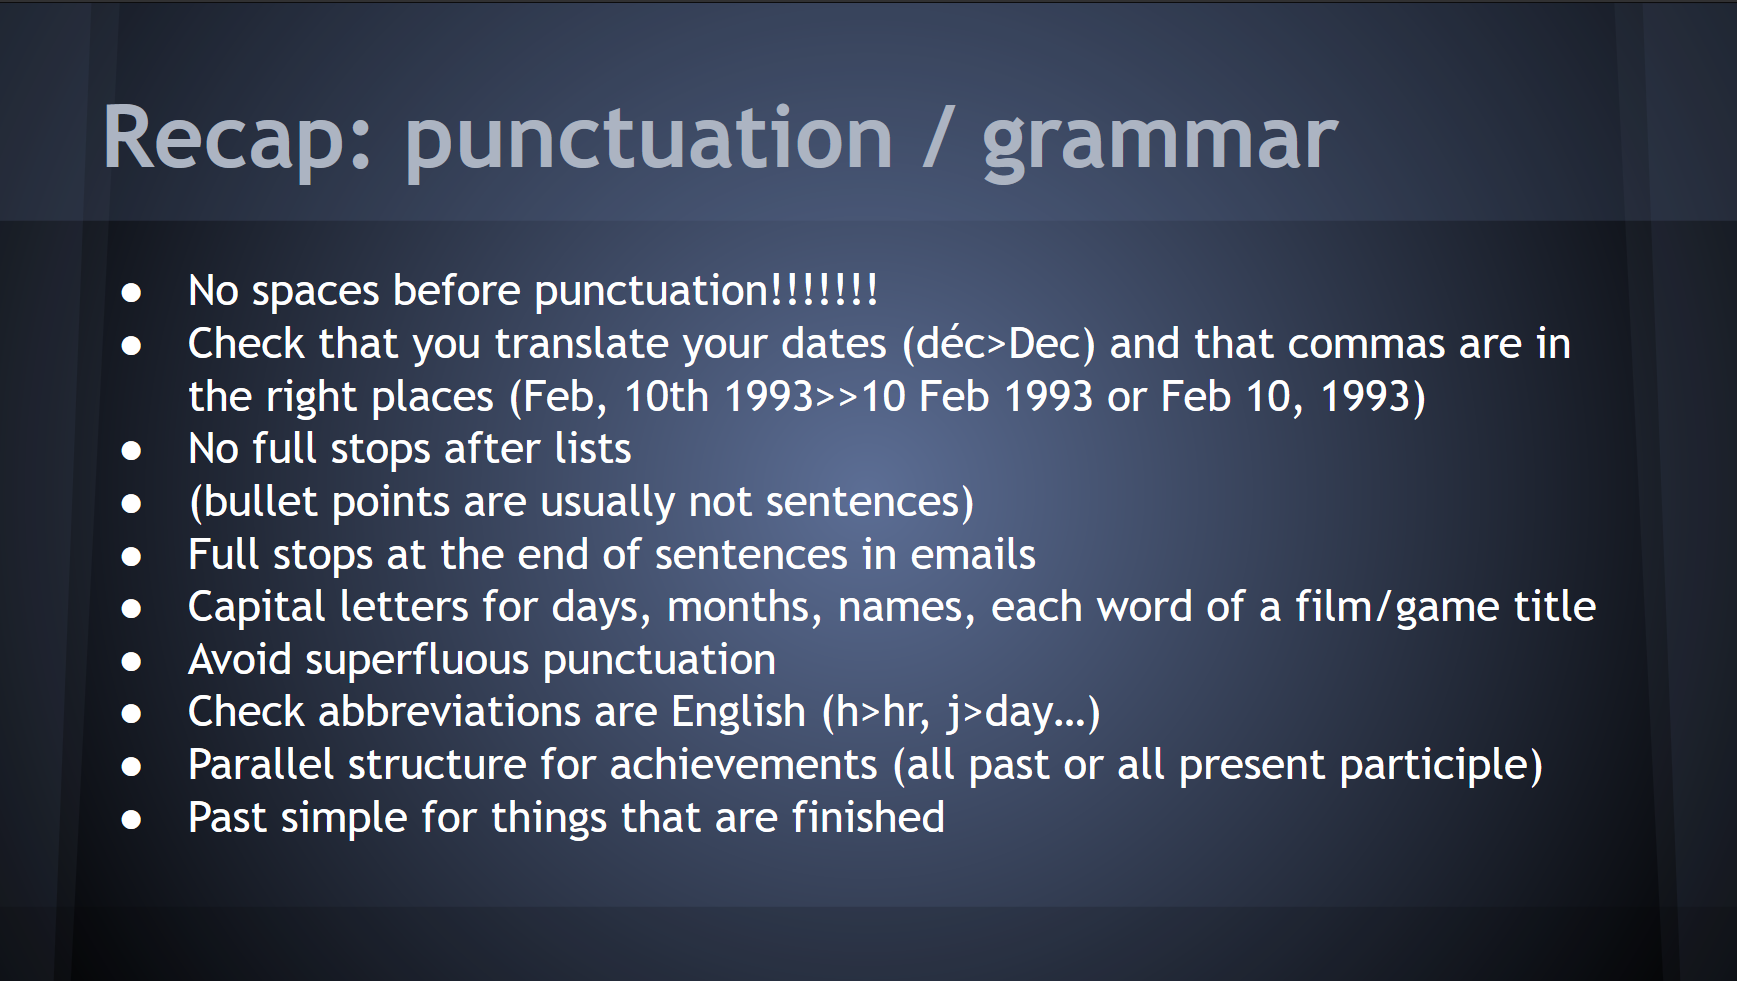 Recap: punctuation / grammar
● No spaces before punctuation!!!!!!!
● Check that you translate your dates (déc>Dec) and that commas are in
the right places (Feb, 10th 1993>>10 Feb 1993 or Feb 10, 1993)
● No full stops after lists
● (bullet points are usually not sentences)
● Full stops at the end of sentences in emails
● Capital letters for days, months, names, each word of a film/game title
● Avoid superfluous punctuation
● Check abbreviations are English (h>hr, j>day...)
● Parallel structure for achievements (all past or all present participle)
● Past simple for things that are finished